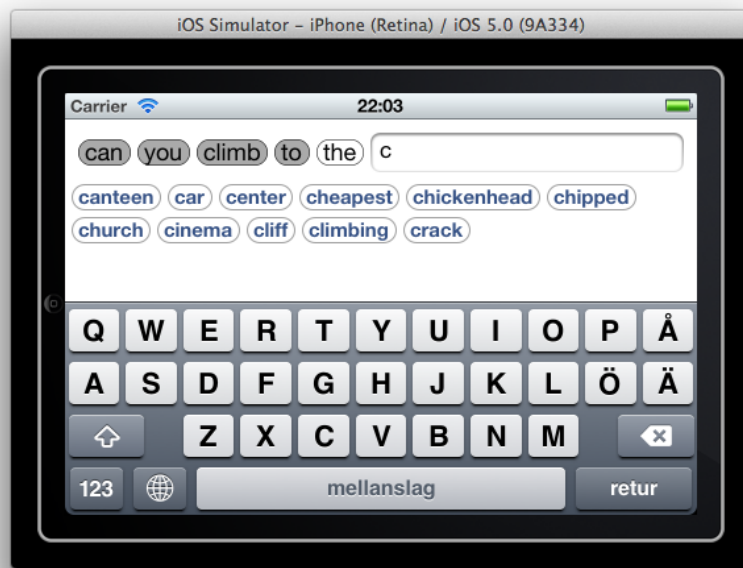 iOS Simulator – iPhone (Retina) / iOS 5.0 (9A334)
Carrier 22:03
can you climb to the c
canteen car center cheapest chickenhead chipped
church cinema cliff climbing crack
Q W E R T Y U I O P Å
A S D F G H J K L Ö Ä
Z X C V B N M
123 mellanslag retur